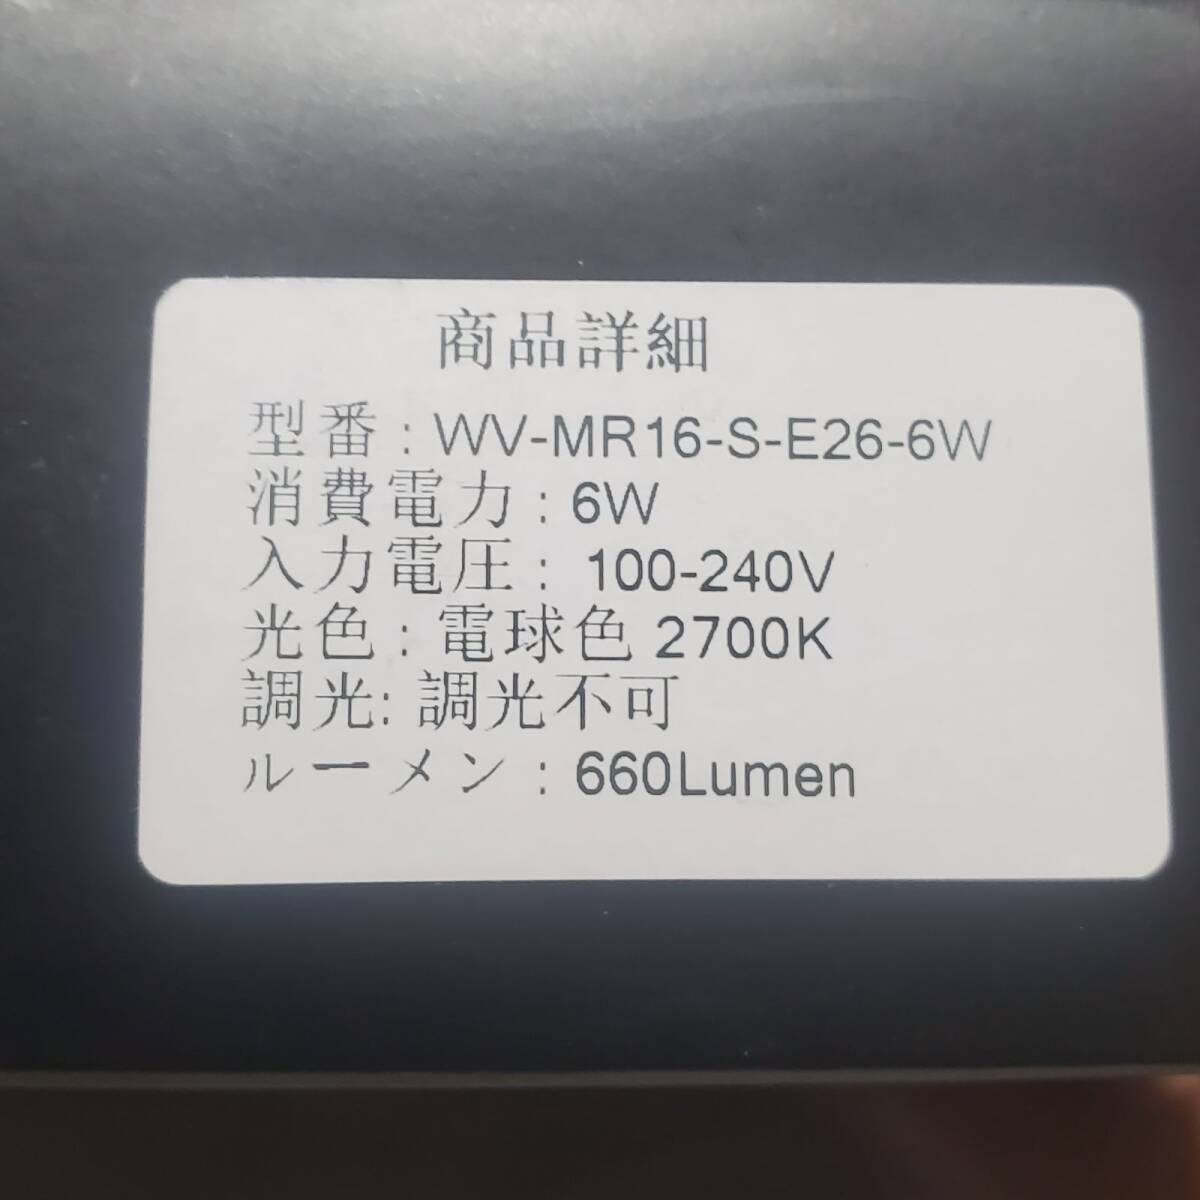 商品詳細
型番 : WV-MR16-S-E26-6W
消費電力 : 6W
入力電圧 : 100-240V
光色 : 電球色 2700K
調光: 調光不可
ルーメン : 660Lumen